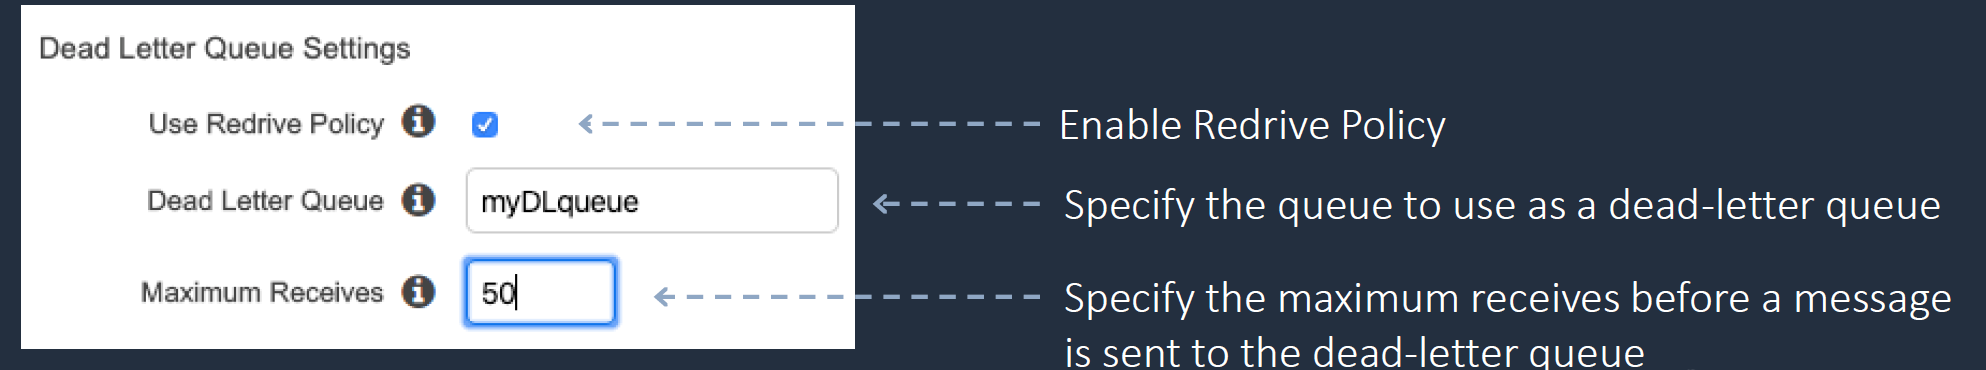 Dead Letter Queue Settings
Use Redrive Policy
Enable Redrive Policy
Dead Letter Queue
myDLqueue
Specify the queue to use as a dead-letter queue
Maximum Receives
50
Specify the maximum receives before a message
is sent to the dead-letter queue